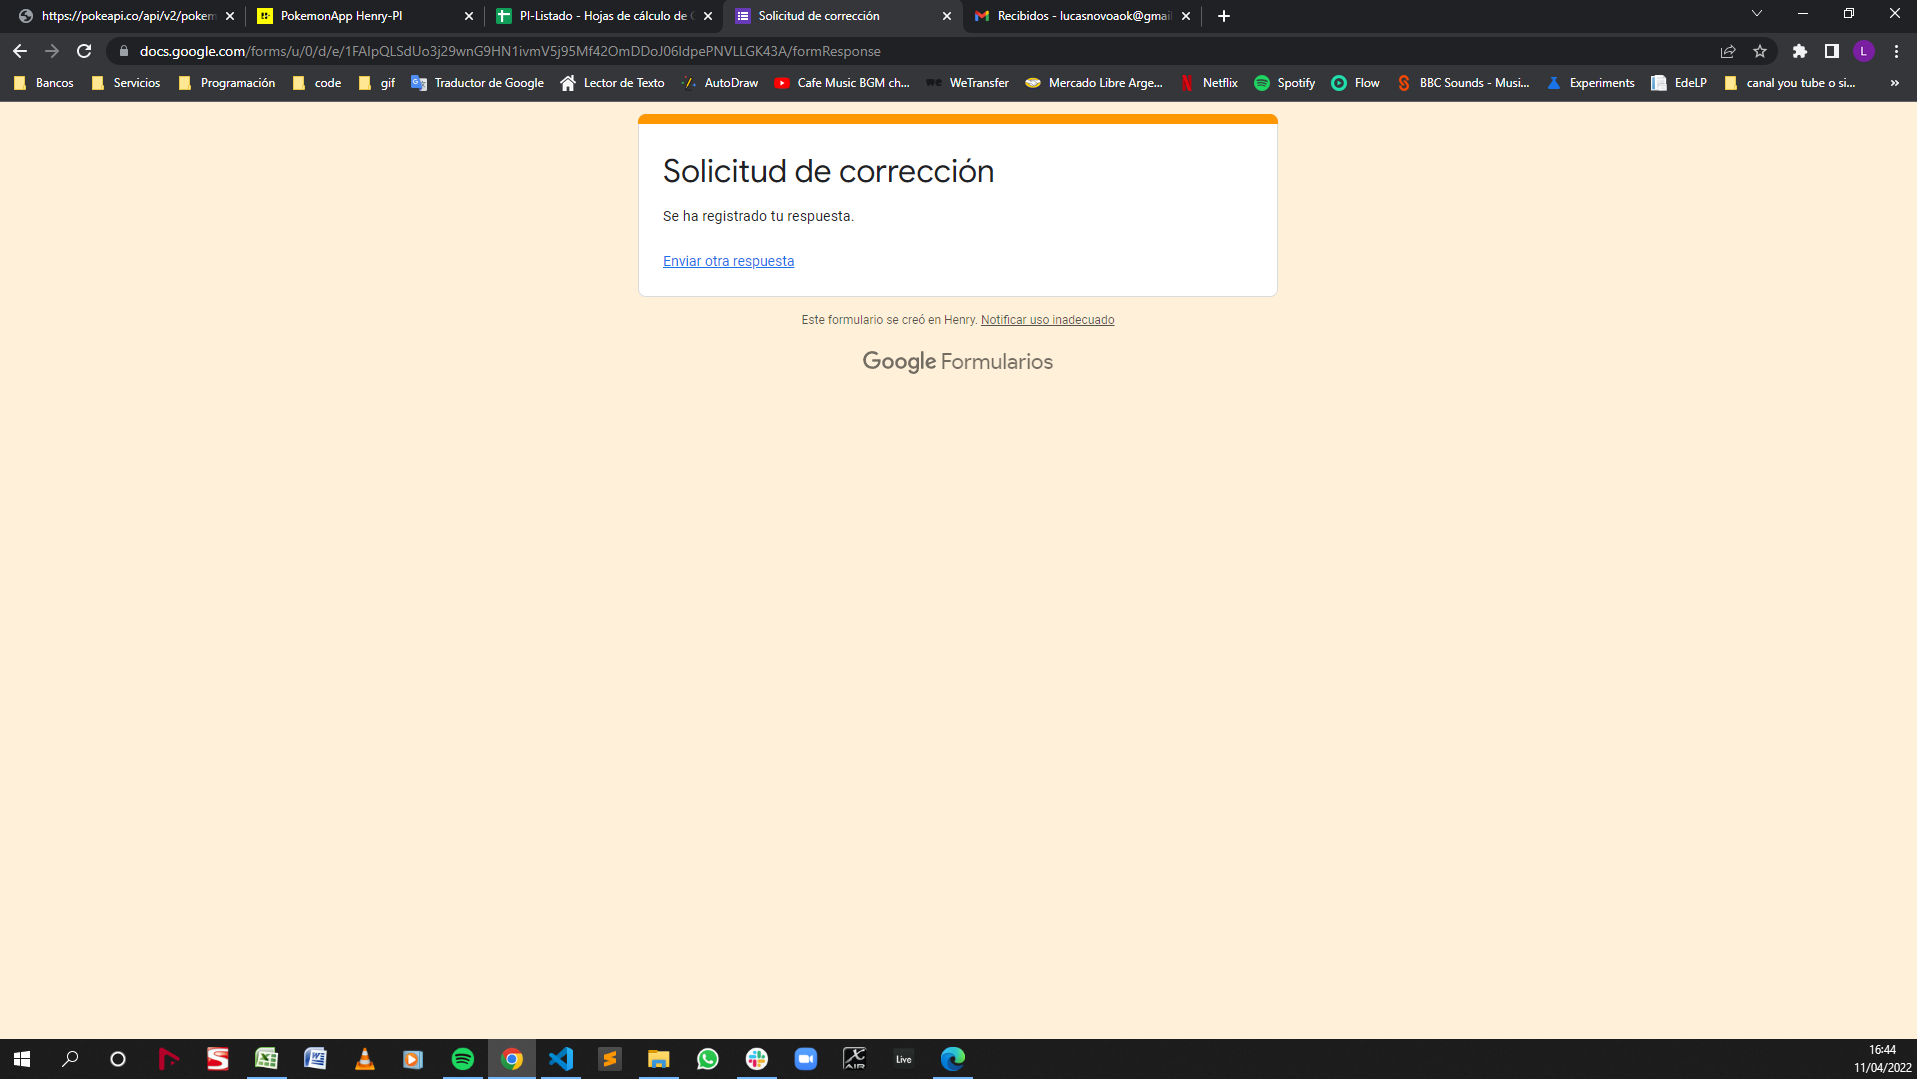 https://pokeapi.co/api/v2/pokem
PokemonApp Henry-PI
PI-Listado - Hojas de cálculo de
Solicitud de corrección
Recibidos - lucasnovoaok@gmail
docs.google.com/forms/u/0/d/e/1FAIpQLSdUo3j29wnG9HN1ivmV5j95Mf42OmDDoJ06IdpePNVLLGK43A/formResponse
L
Bancos
Servicios
Programación
code
gif
Traductor de Google
Lector de Texto
AutoDraw
Cafe Music BGM ch...
WeTransfer
Mercado Libre Arge...
Netflix
Spotify
Flow
BBC Sounds - Musi...
Experiments
EdeLP
canal you tube o si...
Solicitud de corrección
Se ha registrado tu respuesta.
Enviar otra respuesta
Este formulario se creó en Henry. Notificar uso inadecuado
Google Formularios
Live
16:44
11/04/2022